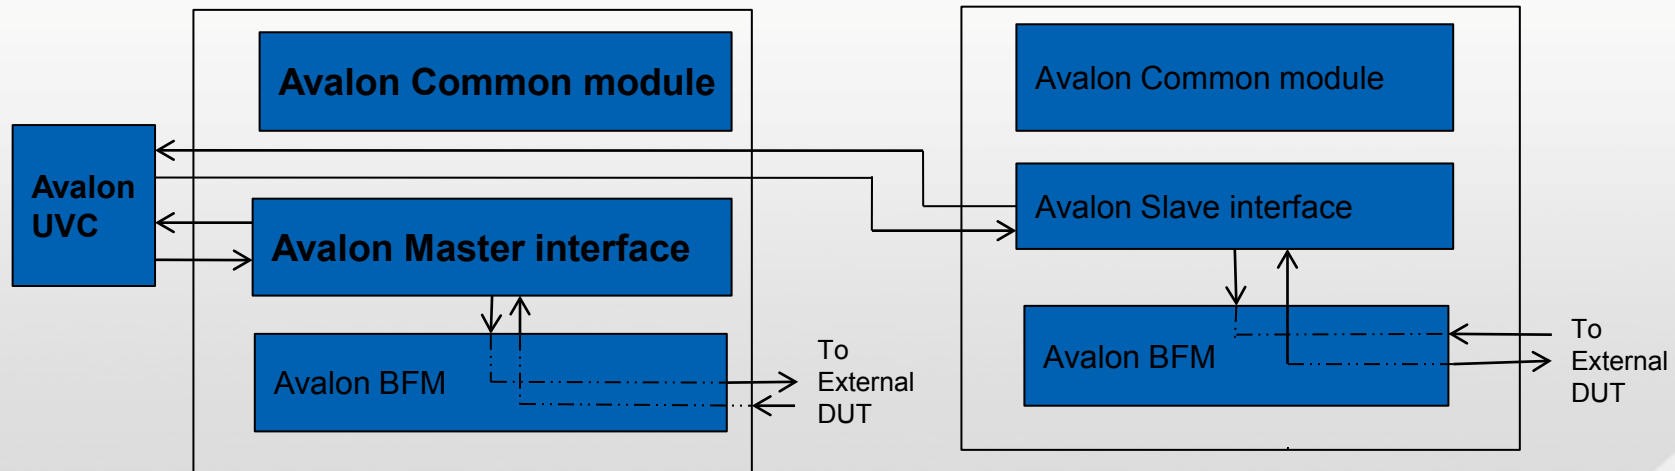 Avalon
UVC
Avalon Common module
Avalon Master interface
Avalon BFM
To
External
DUT
Avalon Common module
Avalon Slave interface
Avalon BFM
To
External
DUT